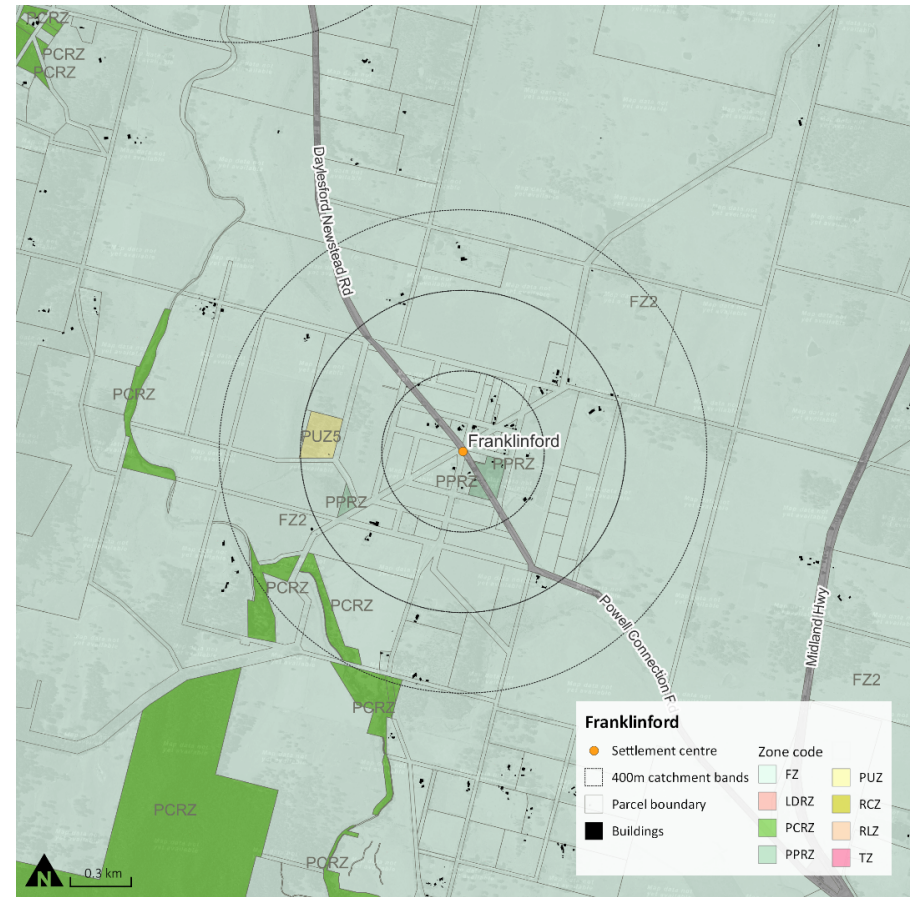 PCRZ
PCRZ
PCRZ
Daylesford Newstead Rd
FZ2
PCRZ
PUZ5
Franklinford
PPRZ
PPRZ
PPRZ
FZ2
PCRZ
PCRZ
Powell Connection Rd
Midland Hwy
FZ2
PCRZ
PCRZ
PCRZ
Franklinford
Settlement centre
400m catchment bands
Parcel boundary
Buildings
Zone code
FZ
LDRZ
PCRZ
PPRZ
PUZ
RCZ
RLZ
TZ
N
0.3 km